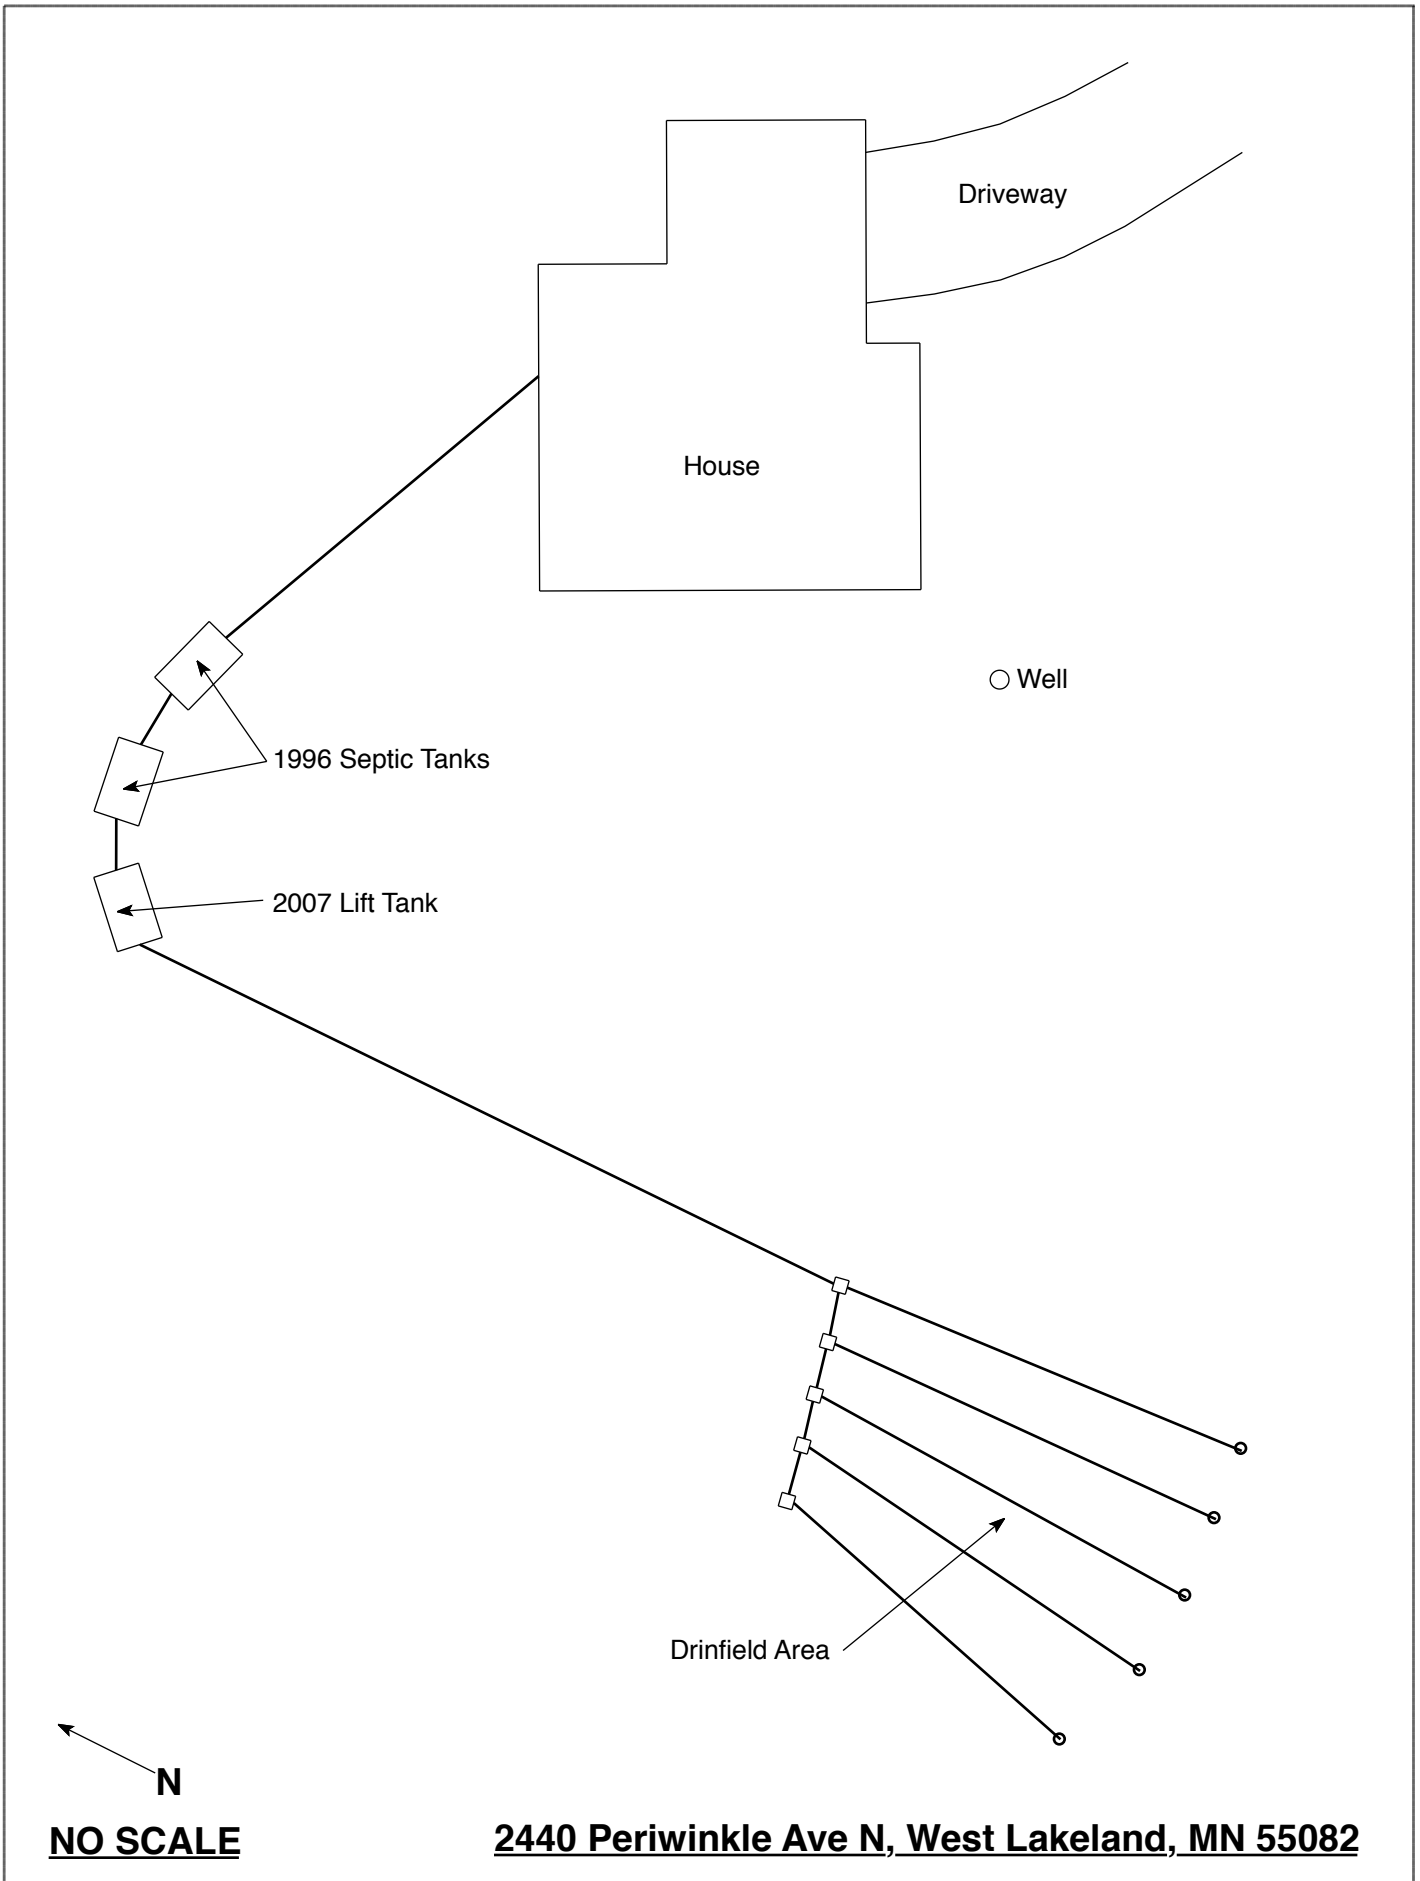 Driveway
House
Well
1996 Septic Tanks
2007 Lift Tank
Drinfield Area
N
NO SCALE
2440 Periwinkle Ave N, West Lakeland, MN 55082